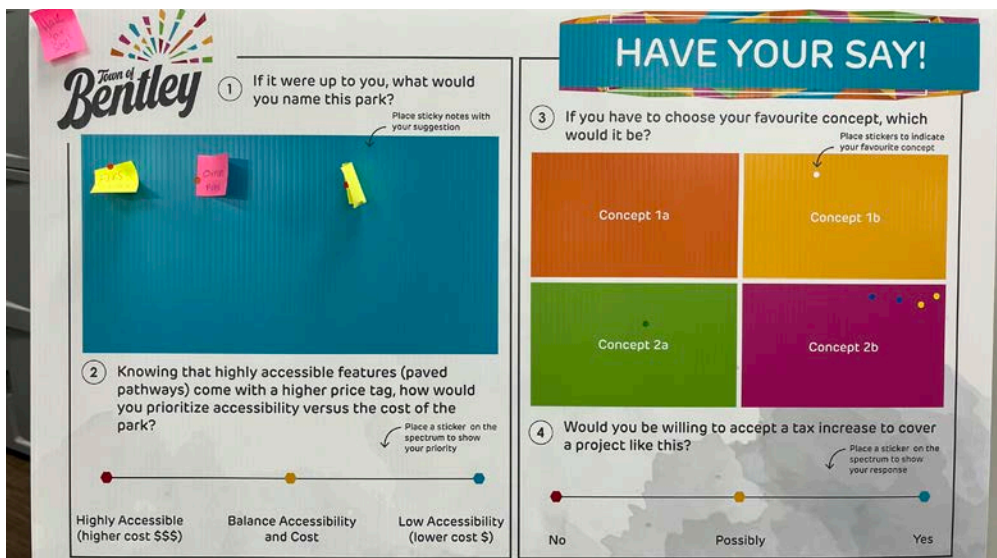 Town of
Bentley
HAVE YOUR SAY!
1
If it were up to you, what would
you name this park?
Place sticky notes with
your suggestion
2
Knowing that highly accessible features (paved
pathways) come with a higher price tag, how would
you prioritize accessibility versus the cost of the
park?
Place a sticker on the
spectrum to show
your priority
Highly Accessible
(higher cost $$$)
Balance Accessibility
and Cost
Low Accessibility
(lower cost $)
3
If you have to choose your favourite concept, which
would it be?
Place stickers to indicate
your favourite concept
Concept 1a
Concept 1b
Concept 2a
Concept 2b
4
Would you be willing to accept a tax increase to cover
a project like this?
Place a sticker on the
spectrum to show
your response
No
Possibly
Yes